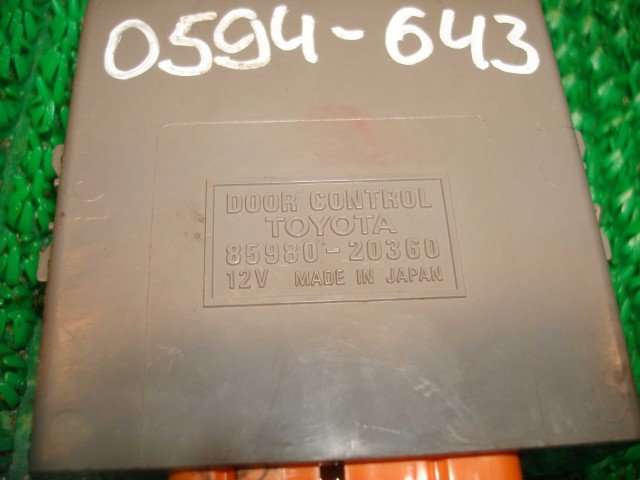 0594-643
DOOR CONTROL
TOYOTA
85980-20360
12V MADE IN JAPAN